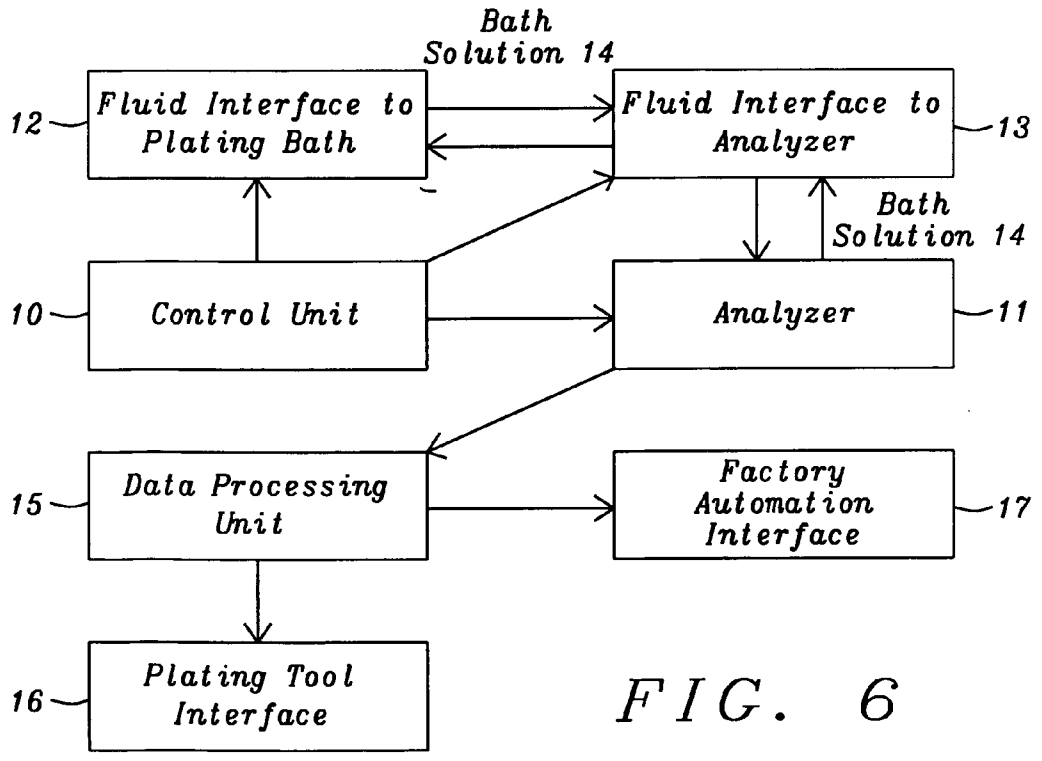 Bath
Solution 14
12
Fluid Interface to
Plating Bath
Fluid Interface to
Analyzer
13
Bath
Solution 14
10
Control Unit
Analyzer
11
15
Data Processing
Unit
Factory
Automation
Interface
17
16
Plating Tool
Interface
FIG. 6